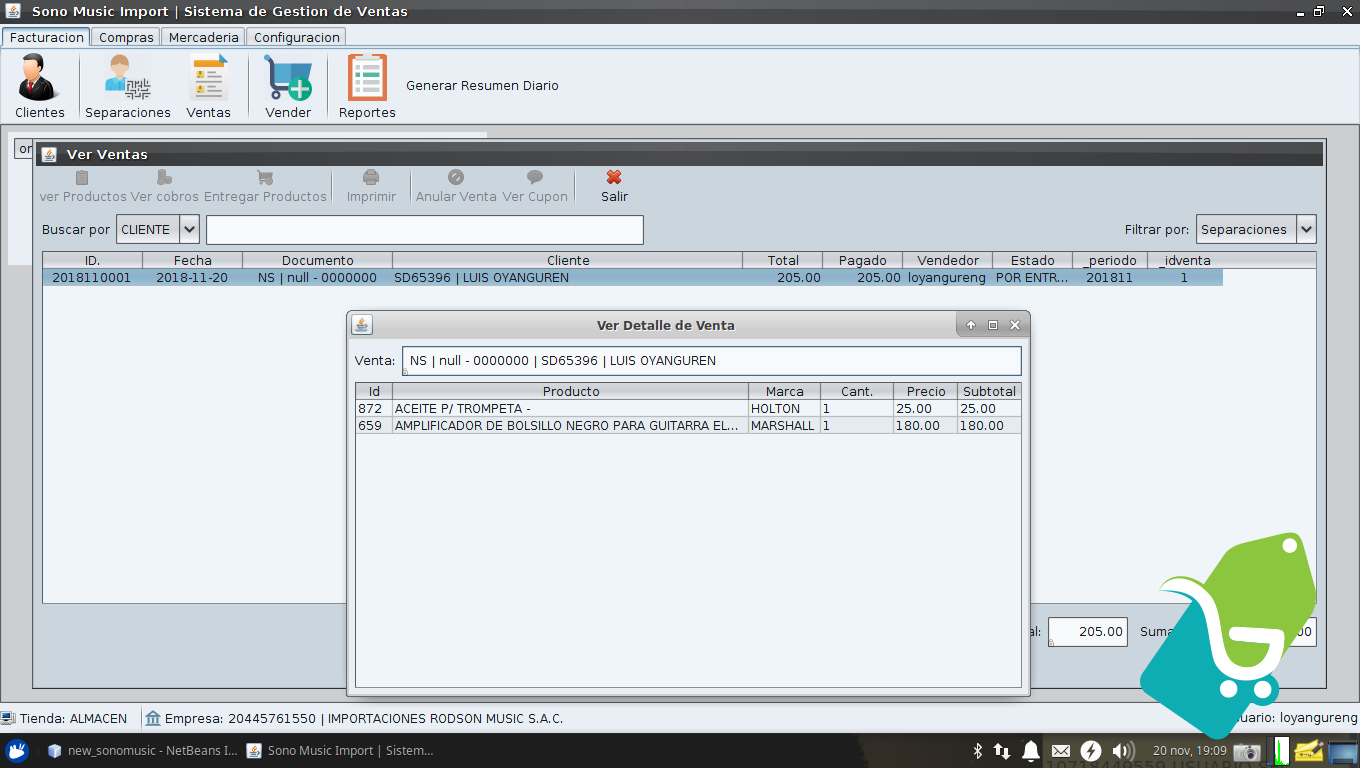 Sono Music Import | Sistema de Gestion de Ventas
Facturacion Compras Mercaderia Configuracion
Clientes Separaciones Ventas Vender Reportes Generar Resumen Diario
or
Ver Ventas
ver Productos Ver cobros Entregar Productos Imprimir Anular Venta Ver Cupon Salir
Buscar por CLIENTE Filtrar por: Separaciones
ID. Fecha Documento Cliente Total Pagado Vendedor Estado _periodo _idventa
2018110001 2018-11-20 NS | null - 0000000 SD65396 | LUIS OYANGUREN 205.00 205.00 loyangureng POR ENTR... 201811 1
Ver Detalle de Venta
Venta: NS | null - 0000000 | SD65396 | LUIS OYANGUREN
Id Producto Marca Cant. Precio Subtotal
872 ACEITE P/ TROMPETA - HOLTON 1 25.00 25.00
659 AMPLIFICADOR DE BOLSILLO NEGRO PARA GUITARRA EL... MARSHALL 1 180.00 180.00
al: 205.00 Suma 00
Tienda: ALMACEN Empresa: 20445761550 | IMPORTACIONES RODSON MUSIC S.A.C. uario: loyangureng
new_sonomusic - NetBeans I... Sono Music Import | Sistem... 20 nov, 19:09